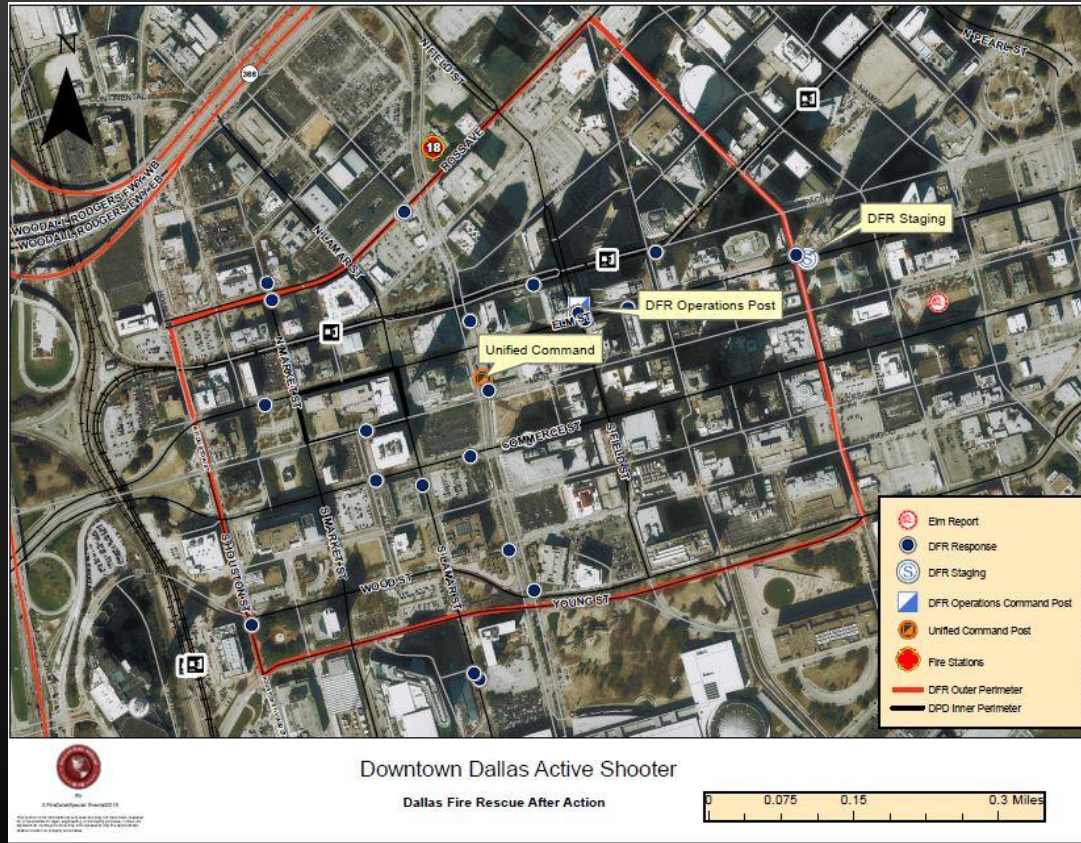 N
366
CONTINENTAL
N FIELD ST
N PEARL ST
18
ROSS AVE
WOODALL RODGERS FWY WB
WOODALL RODGERS FWY EB
N LAMAR ST
DFR Staging
S
DFR Operations Post
ELM ST
Unified Command
N MARKET ST
COMMERCE ST
S FIELD ST
S HOUSTON ST
S MARKET ST
S LAMAR ST
WOOD ST
YOUNG ST
Elm Report
DFR Response
S
DFR Staging
DFR Operations Command Post
Unified Command Post
Fire Stations
DFR Outer Perimeter
DPD Inner Perimeter
Downtown Dallas Active Shooter
Dallas Fire Rescue After Action
0 0.075 0.15 0.3 Miles